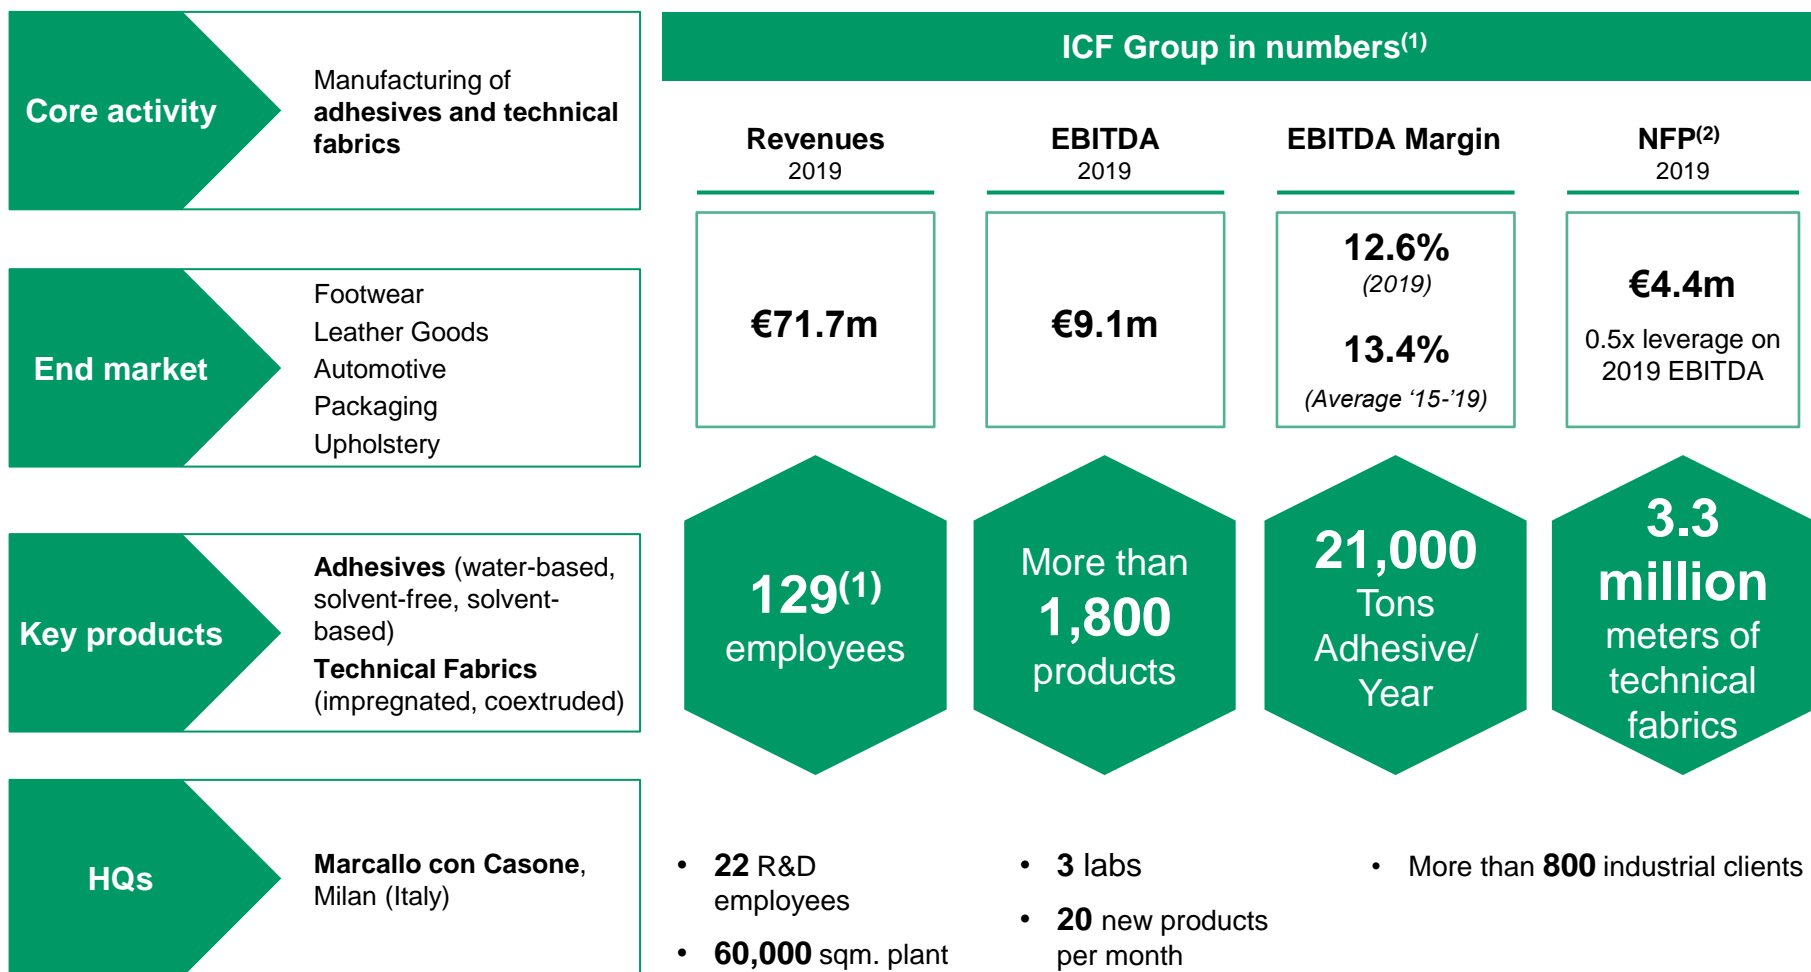 Core activity
Manufacturing of
adhesives and technical
fabrics
End market
Footwear
Leather Goods
Automotive
Packaging
Upholstery
Key products
Adhesives (water-based,
solvent-free, solvent-
based)
Technical Fabrics
(impregnated, coextruded)
HQs
Marcallo con Casone,
Milan (Italy)
ICF Group in numbers(1)
Revenues
2019
€71.7m
EBITDA
2019
€9.1m
EBITDA Margin
12.6%
(2019)
13.4%
(Average ‘15-’19)
NFP(2)
2019
€4.4m
0.5x leverage on
2019 EBITDA
129(1)
employees
More than
1,800
products
21,000
Tons
Adhesive/
Year
3.3
million
meters of
technical
fabrics
• 22 R&D
employees
• 60,000 sqm. plant
• 3 labs
• 20 new products
per month
• More than 800 industrial clients